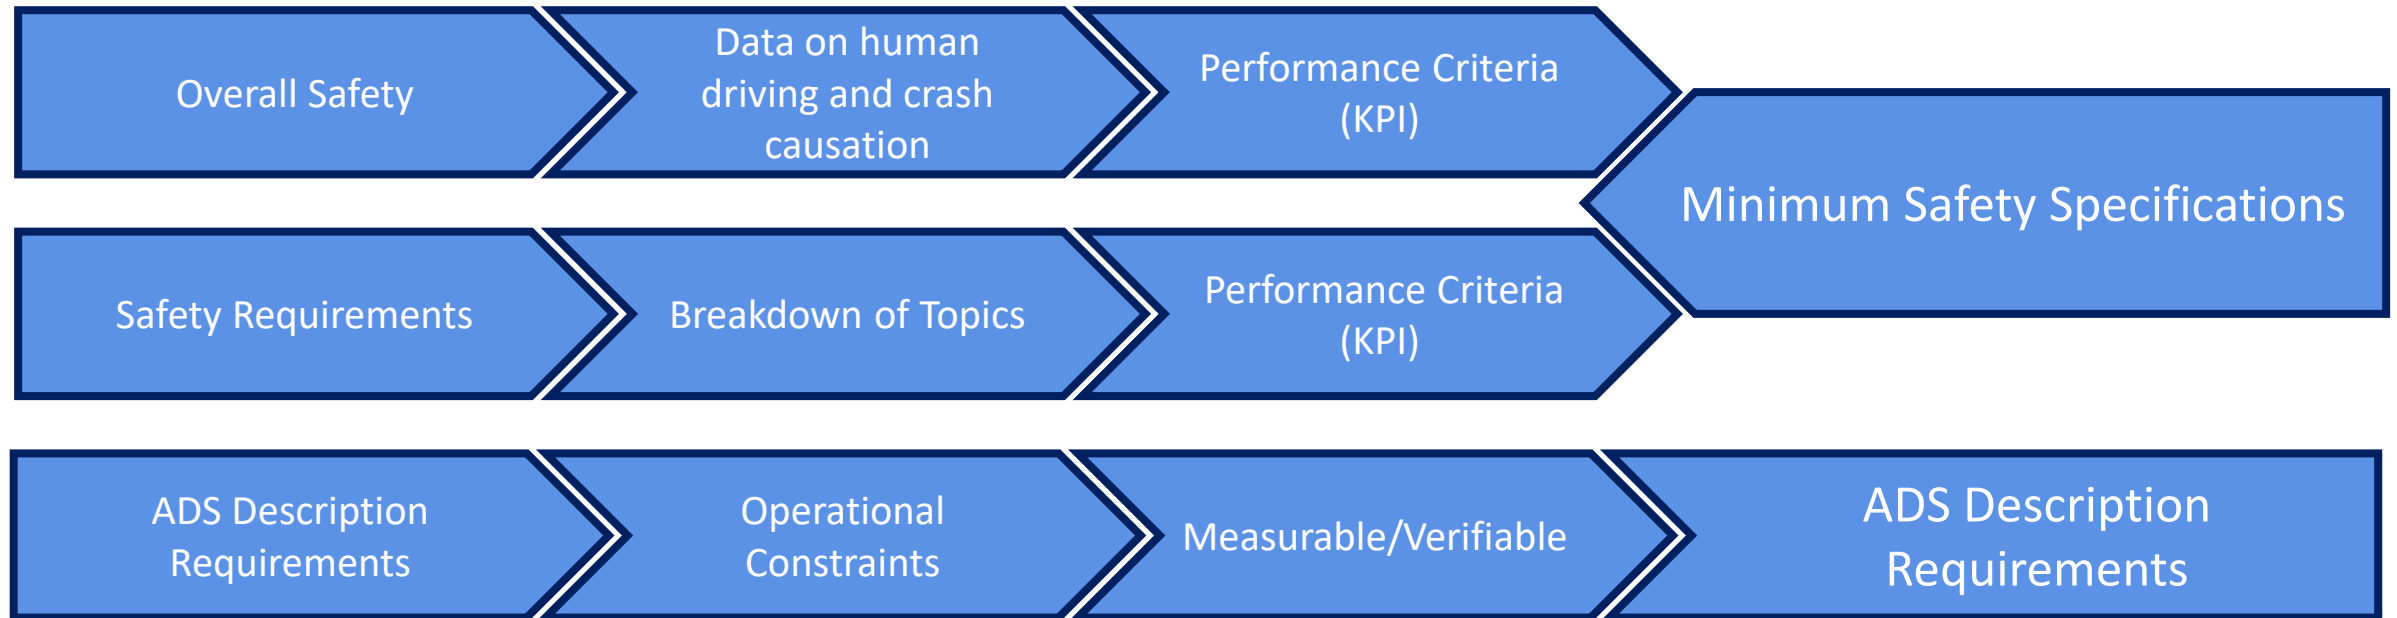 Overall Safety
Data on human
driving and crash
causation
Performance Criteria
(KPI)
Minimum Safety Specifications
Safety Requirements
Breakdown of Topics
Performance Criteria
(KPI)
ADS Description
Requirements
Operational
Constraints
Measurable/Verifiable
ADS Description
Requirements